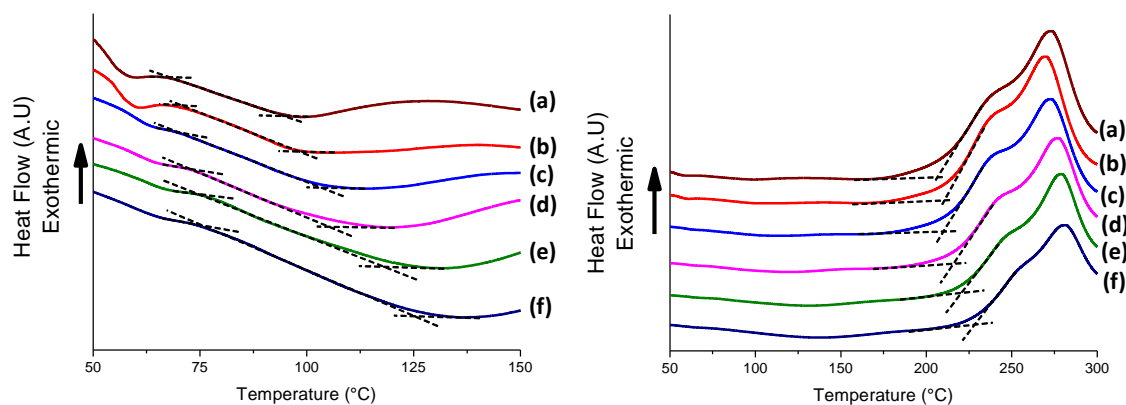 Heat Flow (A.U)
Exothermic
(a)
(b)
(c)
(d)
(e)
(f)
50
75
100
125
150
Temperature (°C)
Heat Flow (A.U)
Exothermic
(a)
(b)
(c)
(d)
(e)
(f)
50
100
150
200
250
300
Temperature (°C)